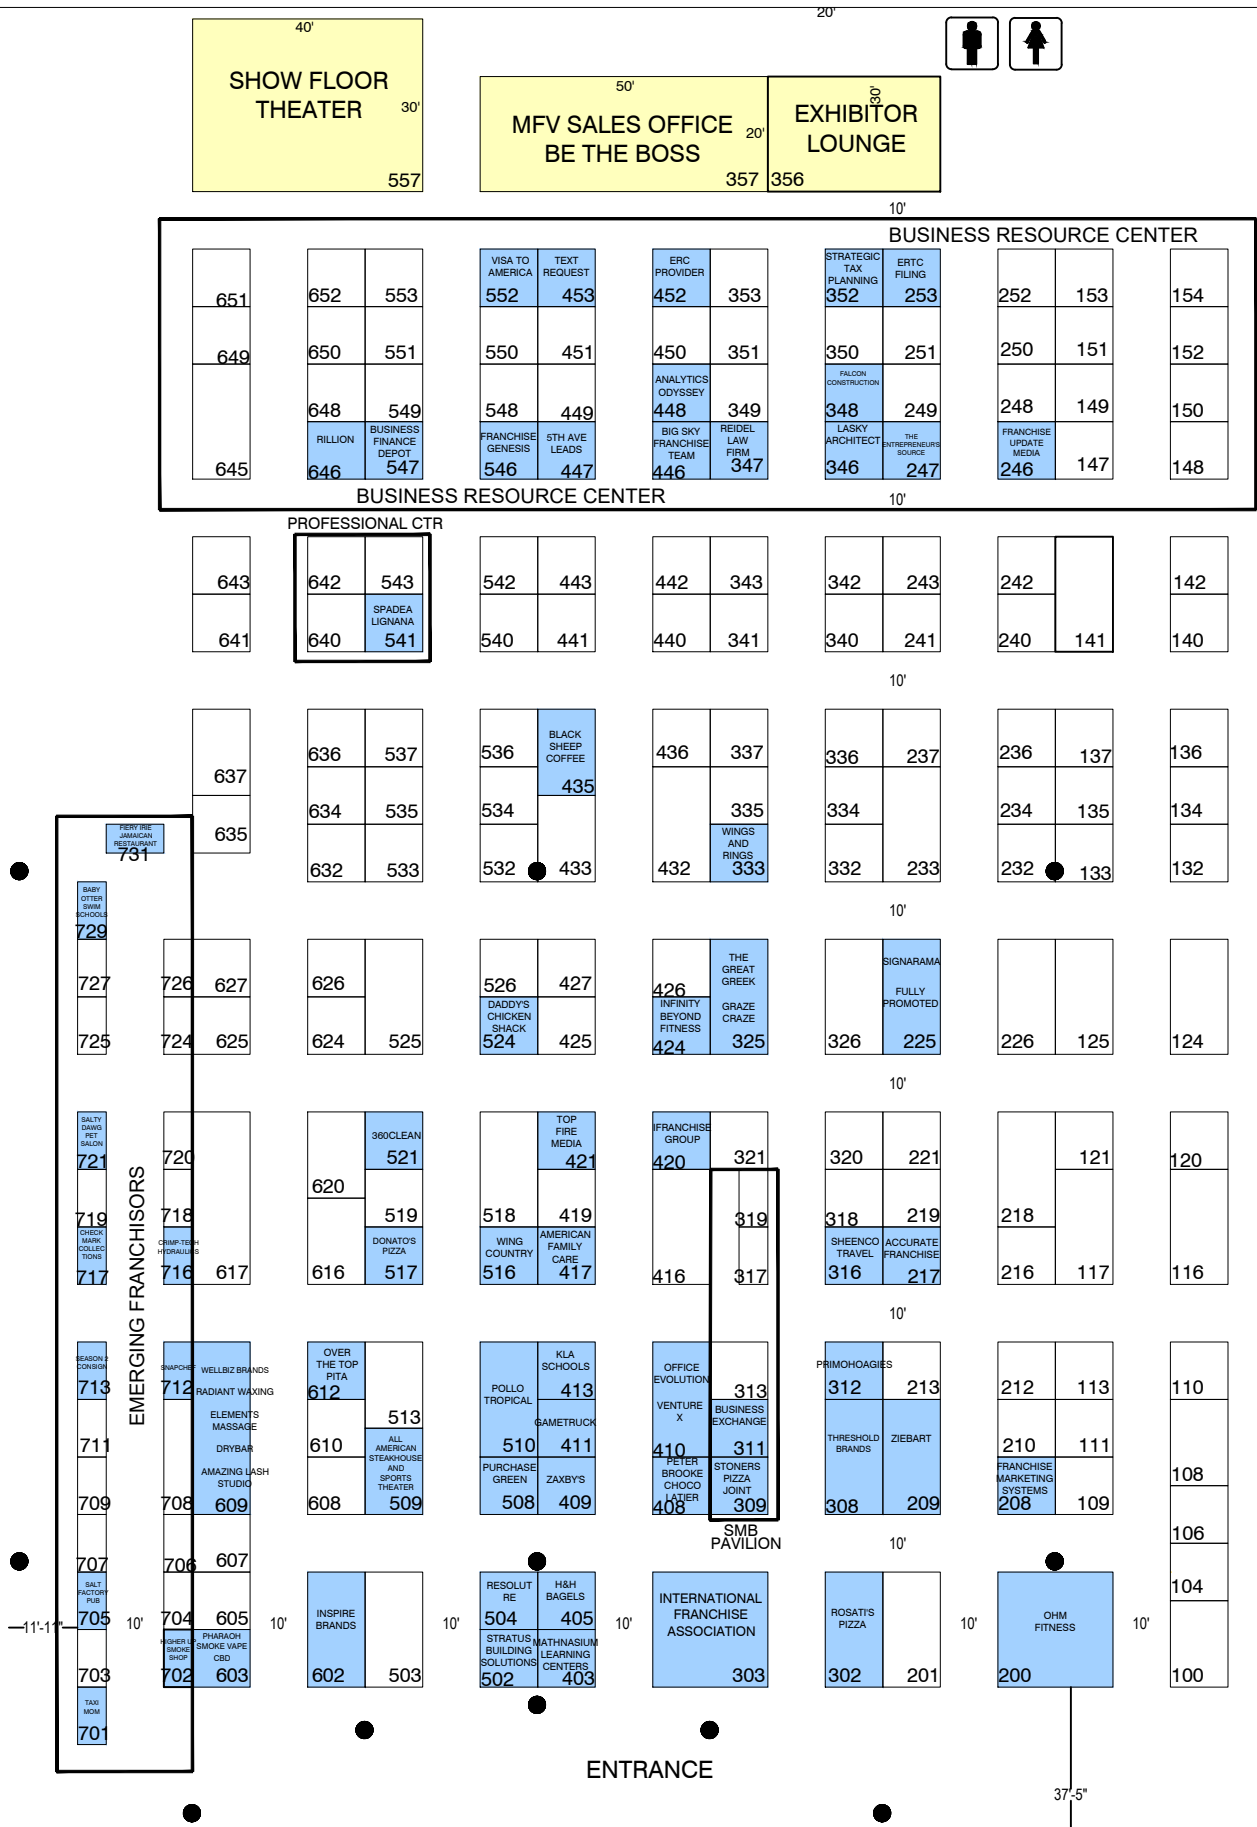 20'
40'
SHOW FLOOR
THEATER
30'
557
50'
MFV SALES OFFICE
BE THE BOSS
20'
357
30'
EXHIBITOR
LOUNGE
356
10'
BUSINESS RESOURCE CENTER
651
652
553
VISA TO
AMERICA
552
TEXT
REQUEST
453
ERC
PROVIDER
452
353
STRATEGIC
TAX
PLANNING
352
ERTC
FILING
253
252
153
154
649
650
551
550
451
450
351
350
251
250
151
152
648
549
548
449
ANALYTICS
ODYSSEY
448
349
FALCON
CONSTRUCTION
348
249
248
149
150
645
RILLION
646
BUSINESS
FINANCE
DEPOT
547
FRANCHISE
GENESIS
546
5TH AVE
LEADS
447
BIG SKY
FRANCHISE
TEAM
446
REIDEL
LAW
FIRM
347
LASKY
ARCHITECT
346
THE
ENTREPRENEUR'S
SOURCE
247
FRANCHISE
UPDATE
MEDIA
246
147
148
BUSINESS RESOURCE CENTER
10'
PROFESSIONAL CTR
643
642
543
542
443
442
343
342
243
242
142
641
640
SPADEA
LIGNANA
541
540
441
440
341
340
241
240
141
140
10'
637
636
537
536
BLACK
SHEEP
COFFEE
435
436
337
336
237
236
137
136
635
634
535
534
335
334
234
135
134
632
533
532
433
432
WINGS
AND
RINGS
333
332
233
232
133
132
FIERY IRIE
JAMAICAN
RESTAURANT
731
BABY
OTTER
SWIM
SCHOOLS
729
10'
727
726
627
626
526
427
426
THE
GREAT
GREEK
GRAZE
CRAZE
325
SIGNARAMA
FULLY
PROMOTED
225
725
724
625
624
525
DADDY'S
CHICKEN
SHACK
524
425
INFINITY
BEYOND
FITNESS
424
326
226
125
124
10'
SALTY
DAWG
PET
SALON
721
720
620
360CLEAN
521
TOP
FIRE
MEDIA
421
IFRANCHISE
GROUP
420
321
320
221
121
120
EMERGING FRANCHISORS
719
718
519
518
419
319
318
219
218
CHECK
MARK
COLLEC
TIONS
717
CRIMP-TECH
HYDRAULICS
716
617
616
DONATO'S
PIZZA
517
WING
COUNTRY
516
AMERICAN
FAMILY
CARE
417
416
317
SHEENCO
TRAVEL
316
ACCURATE
FRANCHISE
217
216
117
116
10'
SEASON 2
CONSIGN
713
SNAPCHEF
712
WELLBIZ BRANDS
RADIANT WAXING
ELEMENTS
MASSAGE
DRYBAR
AMAZING LASH
STUDIO
609
OVER
THE TOP
PITA
612
513
POLLO
TROPICAL
510
KLA
SCHOOLS
413
OFFICE
EVOLUTION
VENTURE
X
410
313
PRIMOHOAGIES
312
213
212
113
110
711
610
GAMETRUCK
411
BUSINESS
EXCHANGE
311
THRESHOLD
BRANDS
308
ZIEBART
209
210
111
108
709
708
608
ALL
AMERICAN
STEAKHOUSE
AND
SPORTS
THEATER
509
PURCHASE
GREEN
508
ZAXBY'S
409
PETER
BROOKE
CHOCO
LATIER
408
STONERS
PIZZA
JOINT
309
FRANCHISE
MARKETING
SYSTEMS
208
109
106
SMB
PAVILION
10'
707
706
607
104
SALT
FACTORY
PUB
705
704
605
INSPIRE
BRANDS
602
503
RESOLUT
RE
504
H&H
BAGELS
405
INTERNATIONAL
FRANCHISE
ASSOCIATION
303
ROSATI'S
PIZZA
302
201
OHM
FITNESS
200
11'-11"
10'
10'
10'
10'
10'
10'
703
HIGHER UP
SMOKE
SHOP
702
PHARAOH
SMOKE VAPE
CBD
603
STRATUS
BUILDING
SOLUTIONS
502
MATHNASIUM
LEARNING
CENTERS
403
100
TAXI
MOM
701
ENTRANCE
37'-5"